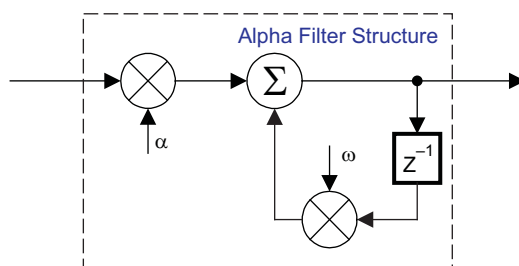 Alpha Filter Structure
Σ
α
ω
Z⁻¹